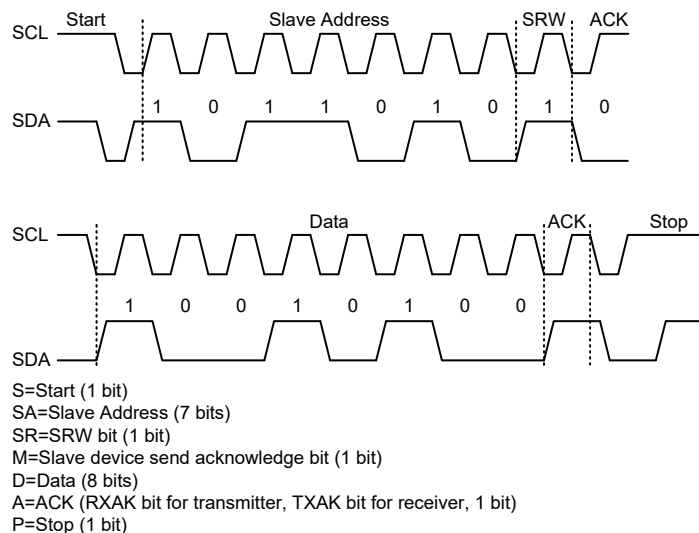 Start Slave Address SRW ACK
SCL
1 0 1 1 0 1 0 1 0
SDA
Data ACK Stop
SCL
1 0 0 1 0 1 0 0
SDA
S=Start (1 bit)
SA=Slave Address (7 bits)
SR=SRW bit (1 bit)
M=Slave device send acknowledge bit (1 bit)
D=Data (8 bits)
A=ACK (RXAK bit for transmitter, TXAK bit for receiver, 1 bit)
P=Stop (1 bit)